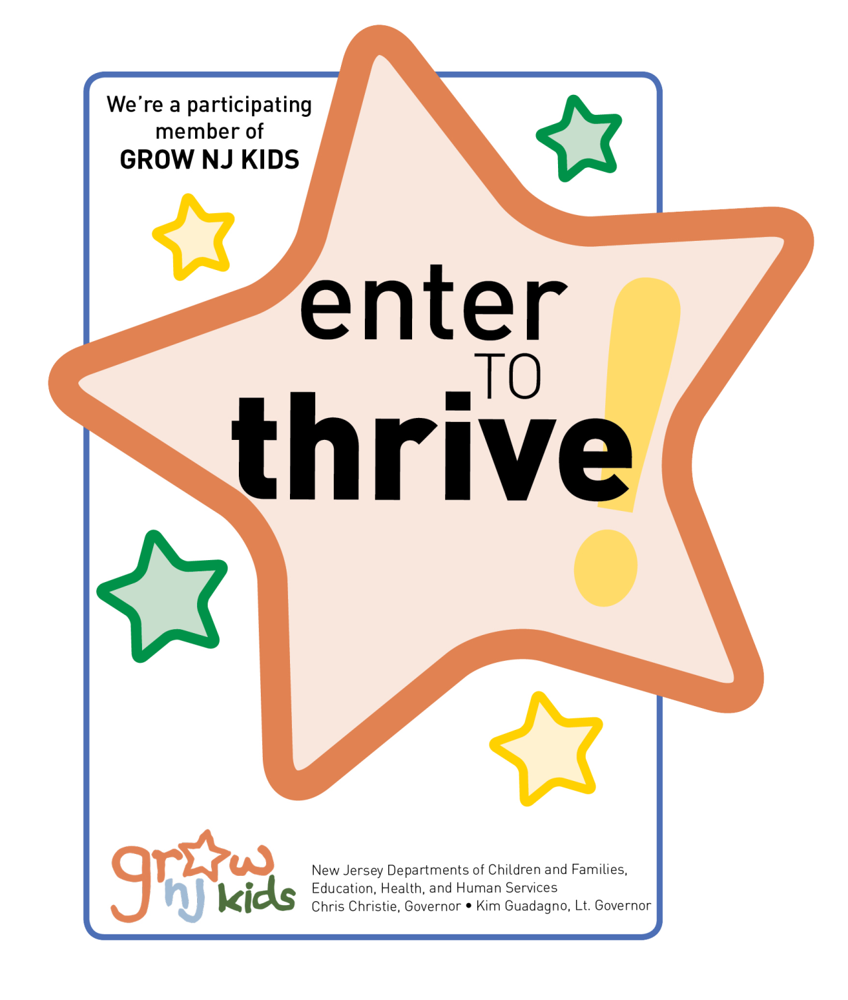 We're a participating
member of
GROW NJ KIDS
enter
TO
thrive!
grow
nj kids
New Jersey Departments of Children and Families,
Education, Health, and Human Services
Chris Christie, Governor • Kim Guadagno, Lt. Governor